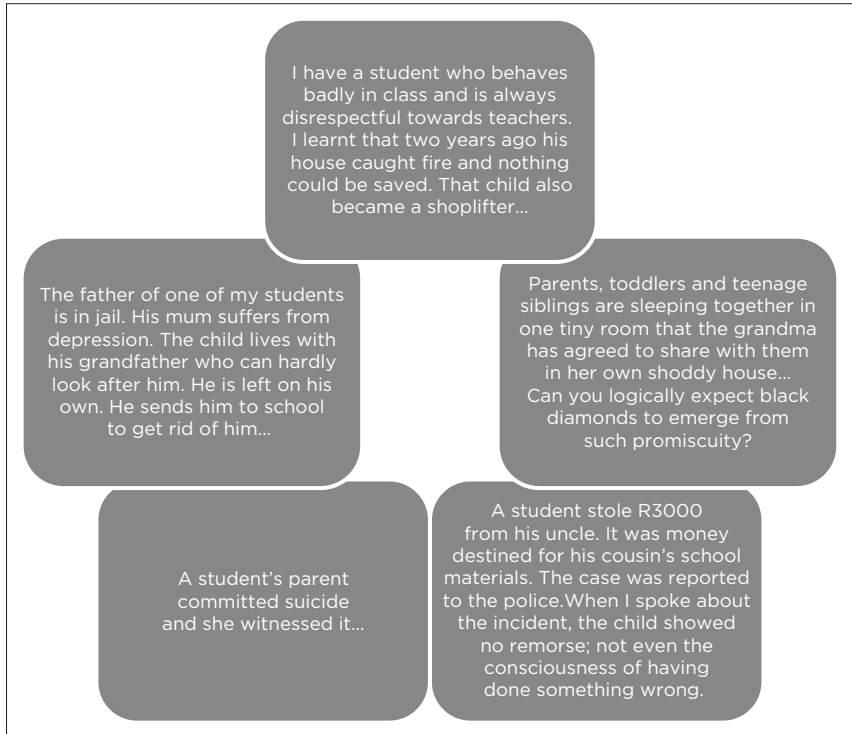 I have a student who behaves
badly in class and is always
disrespectful towards teachers.
I learnt that two years ago his
house caught fire and nothing
could be saved. That child also
became a shoplifter...
The father of one of my students
is in jail. His mum suffers from
depression. The child lives with
his grandfather who can hardly
look after him. He is left on his
own. He sends him to school
to get rid of him...
Parents, toddlers and teenage
siblings are sleeping together in
one tiny room that the grandma
has agreed to share with them
in her own shoddy house...
Can you logically expect black
diamonds to emerge from
such promiscuity?
A student's parent
committed suicide
and she witnessed it...
A student stole R3000
from his uncle. It was money
destined for his cousin's school
materials. The case was reported
to the police.When I spoke about
the incident, the child showed
no remorse; not even the
consciousness of having
done something wrong.